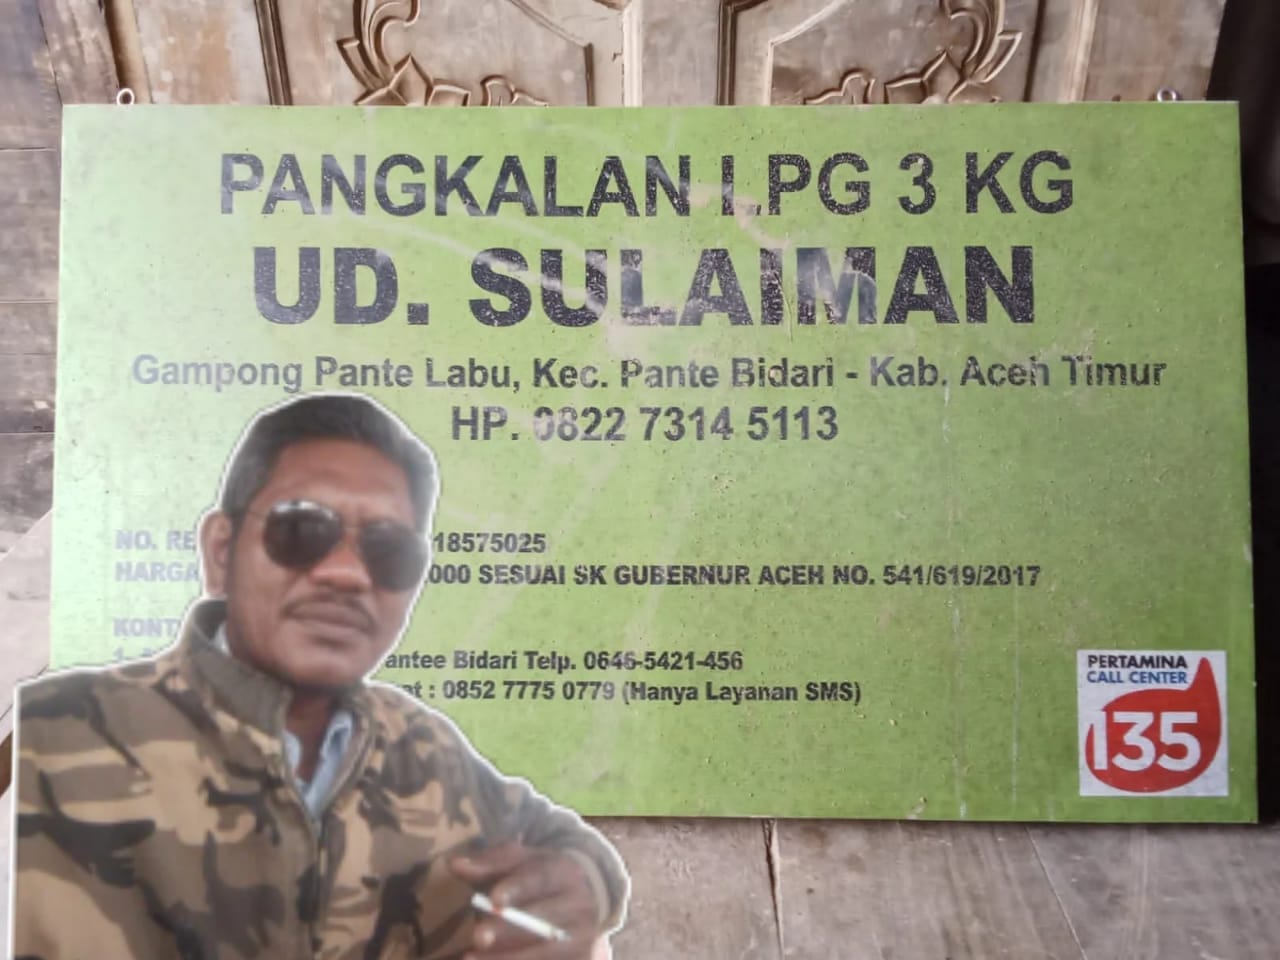 PANGKALAN LPG 3 KG
UD. SULAIMAN
Gampong Pante Labu, Kec. Pante Bidari - Kab. Aceh Timur
HP. 0822 7314 5113
NO. RE 18575025
HARGA 000 SESUAI SK GUBERNUR ACEH NO. 541/619/2017
KONT
antee Bidari Telp. 0646-5421-456
at : 0852 7775 0779 (Hanya Layanan SMS)
PERTAMINA
CALL CENTER
135